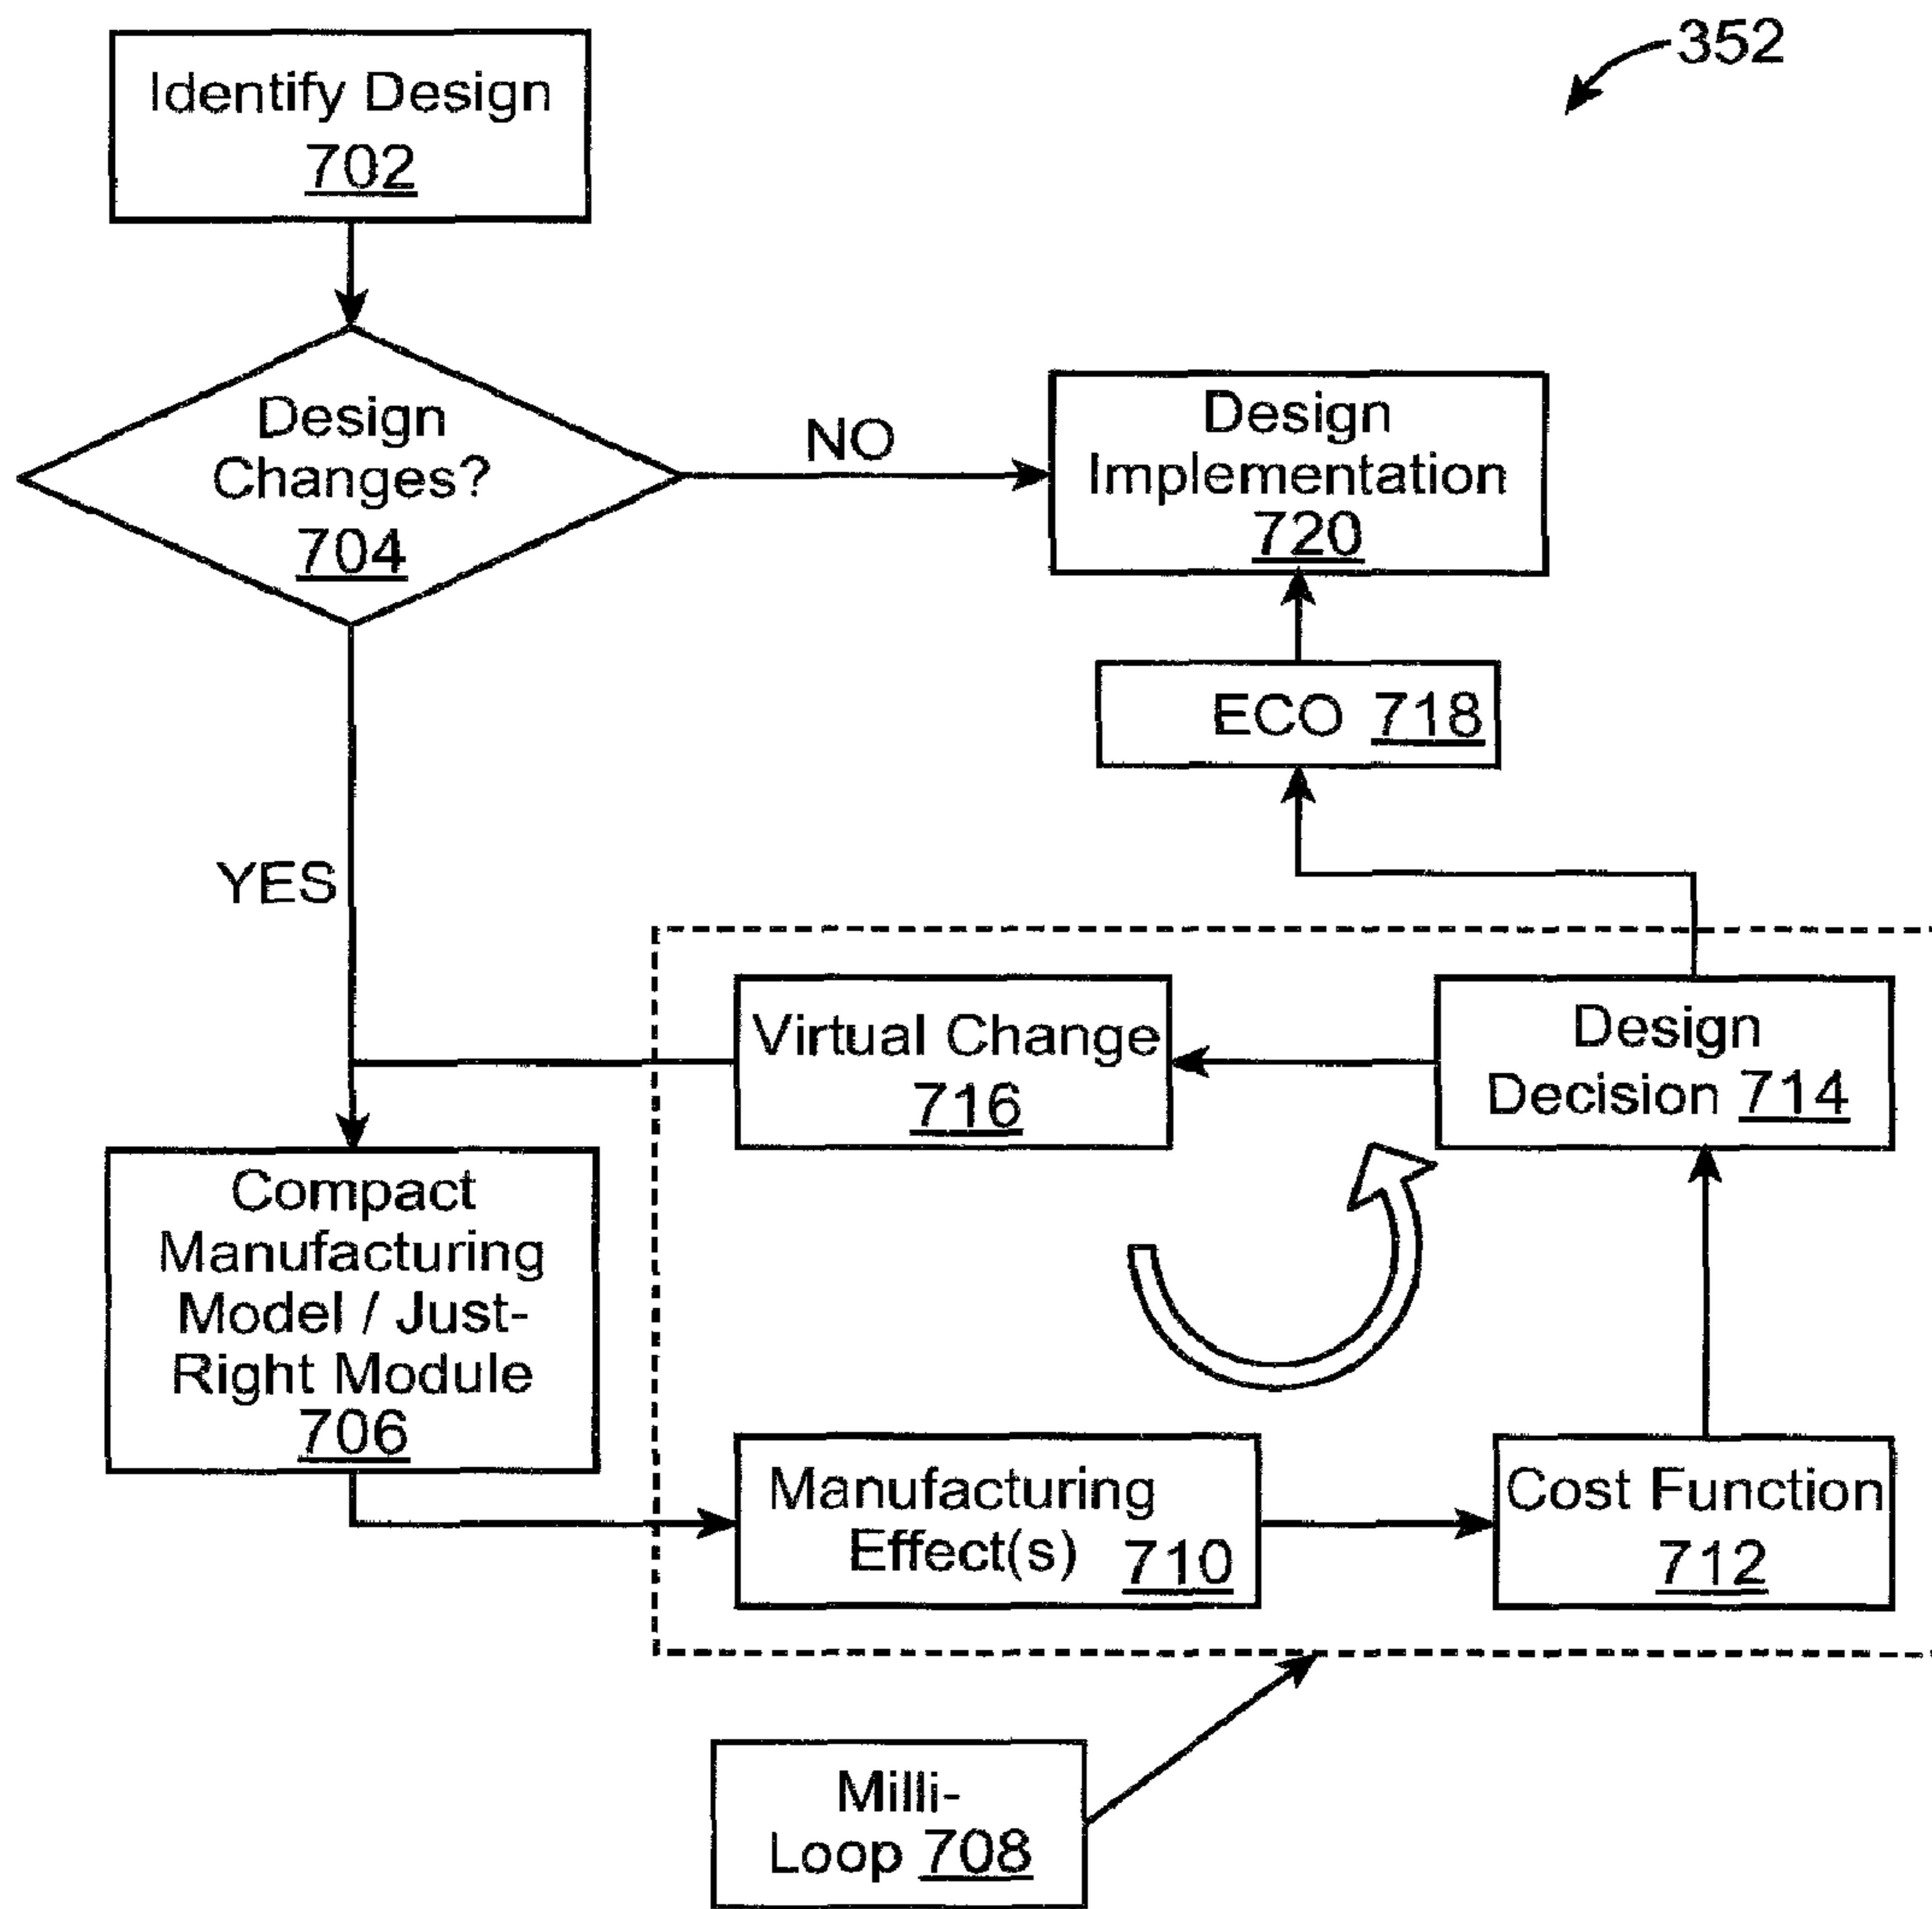 352
Identify Design
702
Design
Changes?
704
NO
Design
Implementation
720
ECO 718
YES
Virtual Change
716
Design
Decision 714
Compact
Manufacturing
Model / Just-
Right Module
706
Manufacturing
Effect(s) 710
Cost Function
712
Milli-
Loop 708